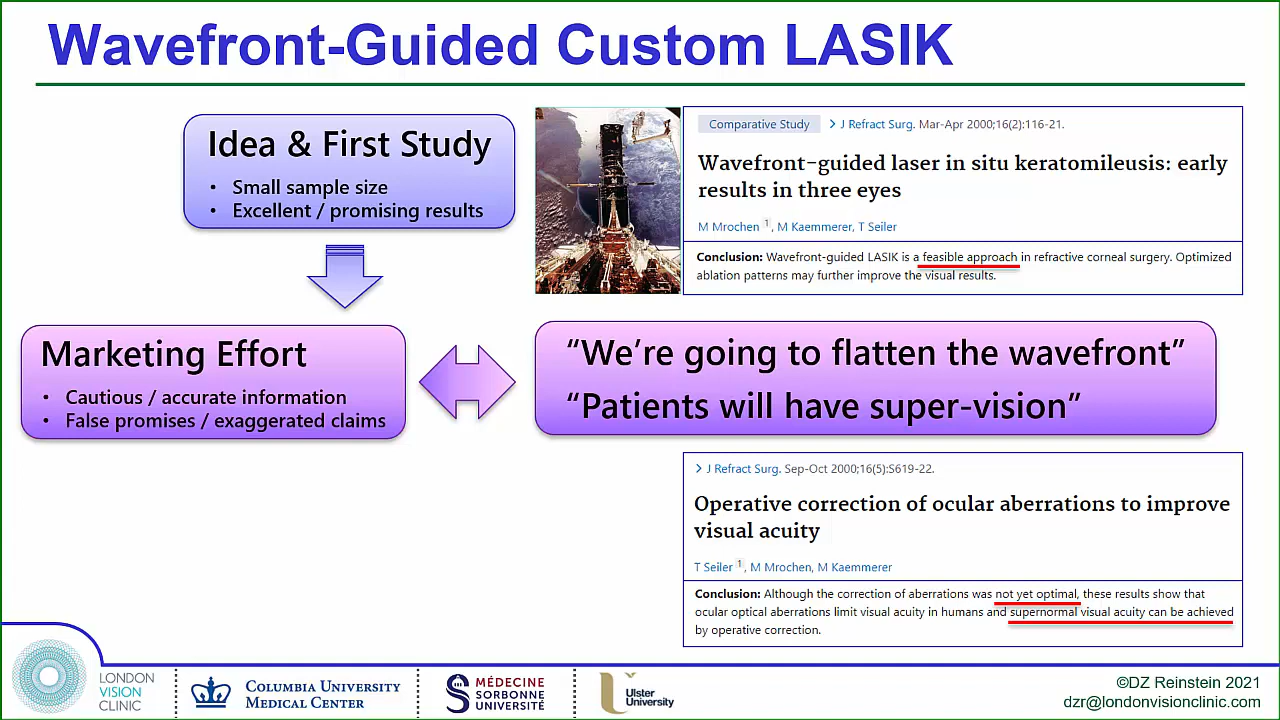 Wavefront-Guided Custom LASIK
Idea & First Study
• Small sample size
• Excellent / promising results
Comparative Study > J Refract Surg. Mar-Apr 2000;16(2):116-21.
Wavefront-guided laser in situ keratomileusis: early
results in three eyes
M Mrochen 1, M Kaemmerer, T Seiler
Conclusion: Wavefront-guided LASIK is a feasible approach in refractive corneal surgery. Optimized
ablation patterns may further improve the visual results.
Marketing Effort
• Cautious / accurate information
• False promises / exaggerated claims
“We’re going to flatten the wavefront”
“Patients will have super-vision”
> J Refract Surg. Sep-Oct 2000;16(5):S619-22.
Operative correction of ocular aberrations to improve
visual acuity
T Seiler 1, M Mrochen, M Kaemmerer
Conclusion: Although the correction of aberrations was not yet optimal, these results show that
ocular optical aberrations limit visual acuity in humans and supernormal visual acuity can be achieved
by operative correction.
LONDON
VISION
CLINIC
COLUMBIA UNIVERSITY
MEDICAL CENTER
S
MÉDECINE
SORBONNE
UNIVERSITÉ
Ulster
University
©DZ Reinstein 2021
dzr@londonvisionclinic.com